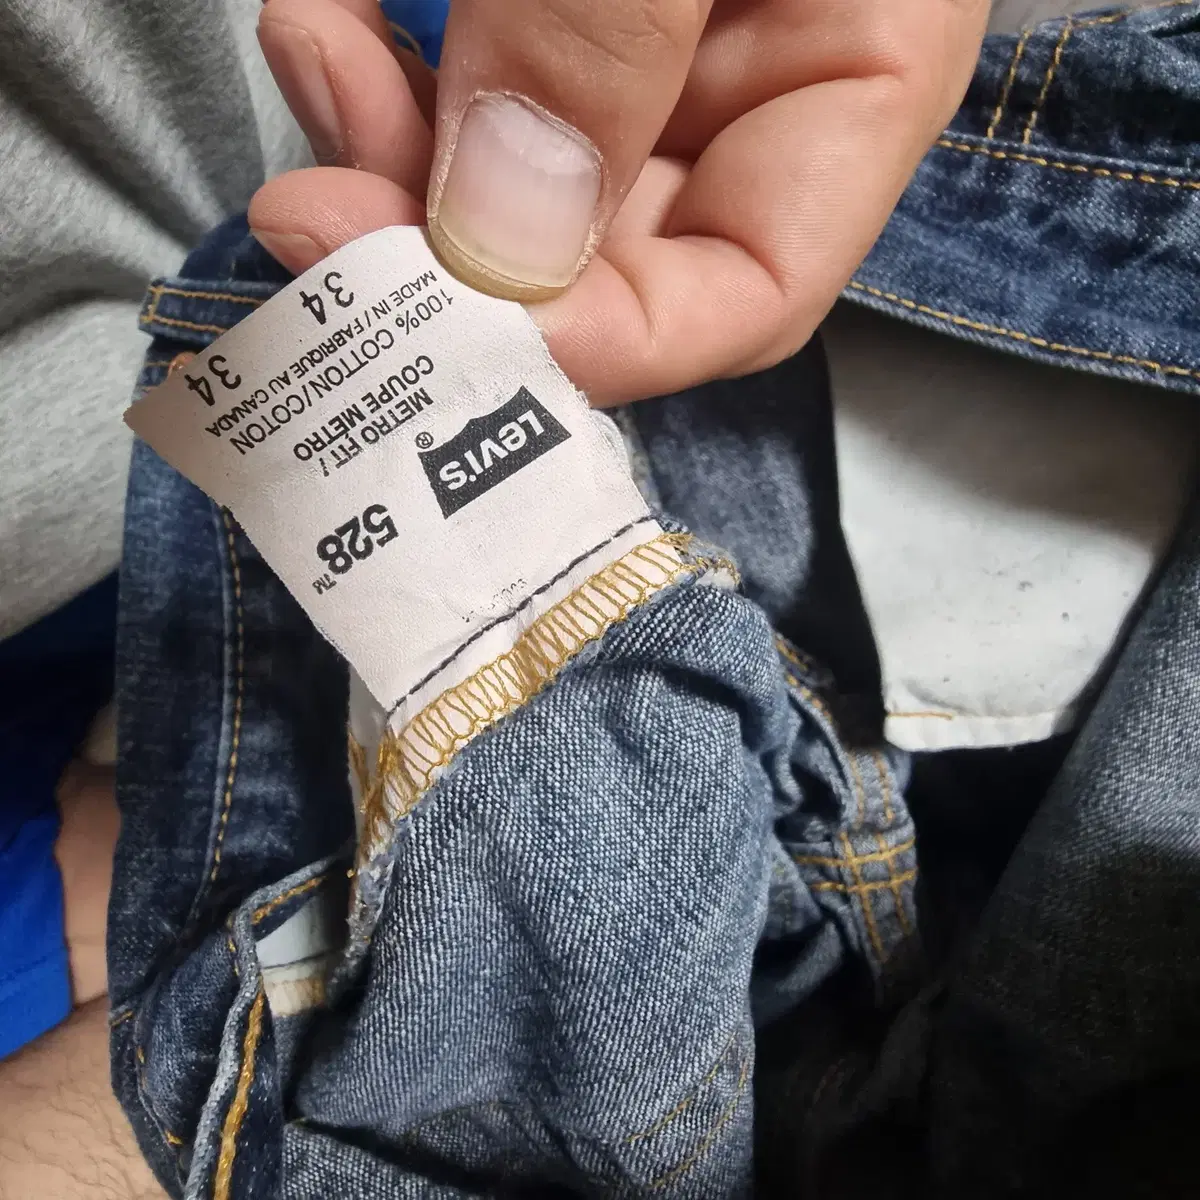 LEVI'S®
528™
METRO FIT /
COUPE METRO
100% COTTON / COTON
MADE IN / FABRIQUE AU CANADA
34 34